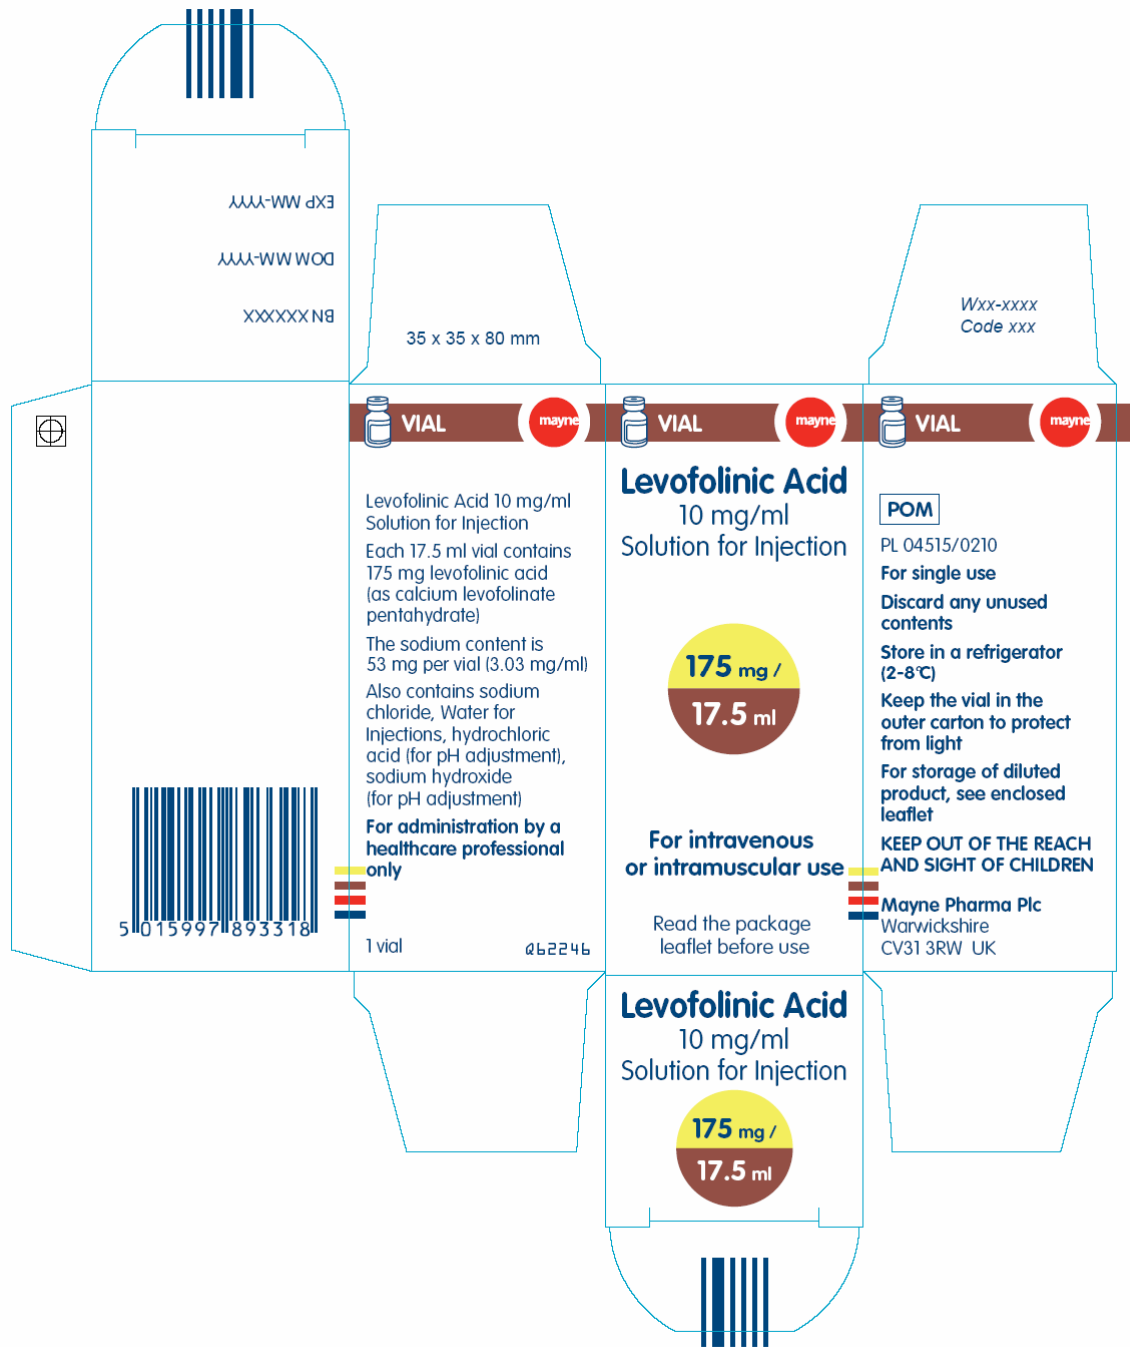 EXP MM-YYYY
DOM MM-YYYY
BN XXXXXX
35 x 35 x 80 mm
Wxx-xxxx
Code xxx
VIAL
mayne
Levofolinic Acid 10 mg/ml
Solution for Injection
Each 17.5 ml vial contains
175 mg levofolinic acid
(as calcium levofolinate
pentahydrate)
The sodium content is
53 mg per vial (3.03 mg/ml)
Also contains sodium
chloride, Water for
Injections, hydrochloric
acid (for pH adjustment),
sodium hydroxide
(for pH adjustment)
For administration by a
healthcare professional
only
1 vial
Q62246
5 015997 893318
VIAL
mayne
Levofolinic Acid
10 mg/ml
Solution for Injection
175 mg /
17.5 ml
For intravenous
or intramuscular use
Read the package
leaflet before use
VIAL
mayne
POM
PL 04515/0210
For single use
Discard any unused
contents
Store in a refrigerator
(2-8°C)
Keep the vial in the
outer carton to protect
from light
For storage of diluted
product, see enclosed
leaflet
KEEP OUT OF THE REACH
AND SIGHT OF CHILDREN
Mayne Pharma Plc
Warwickshire
CV31 3RW UK
Levofolinic Acid
10 mg/ml
Solution for Injection
175 mg /
17.5 ml